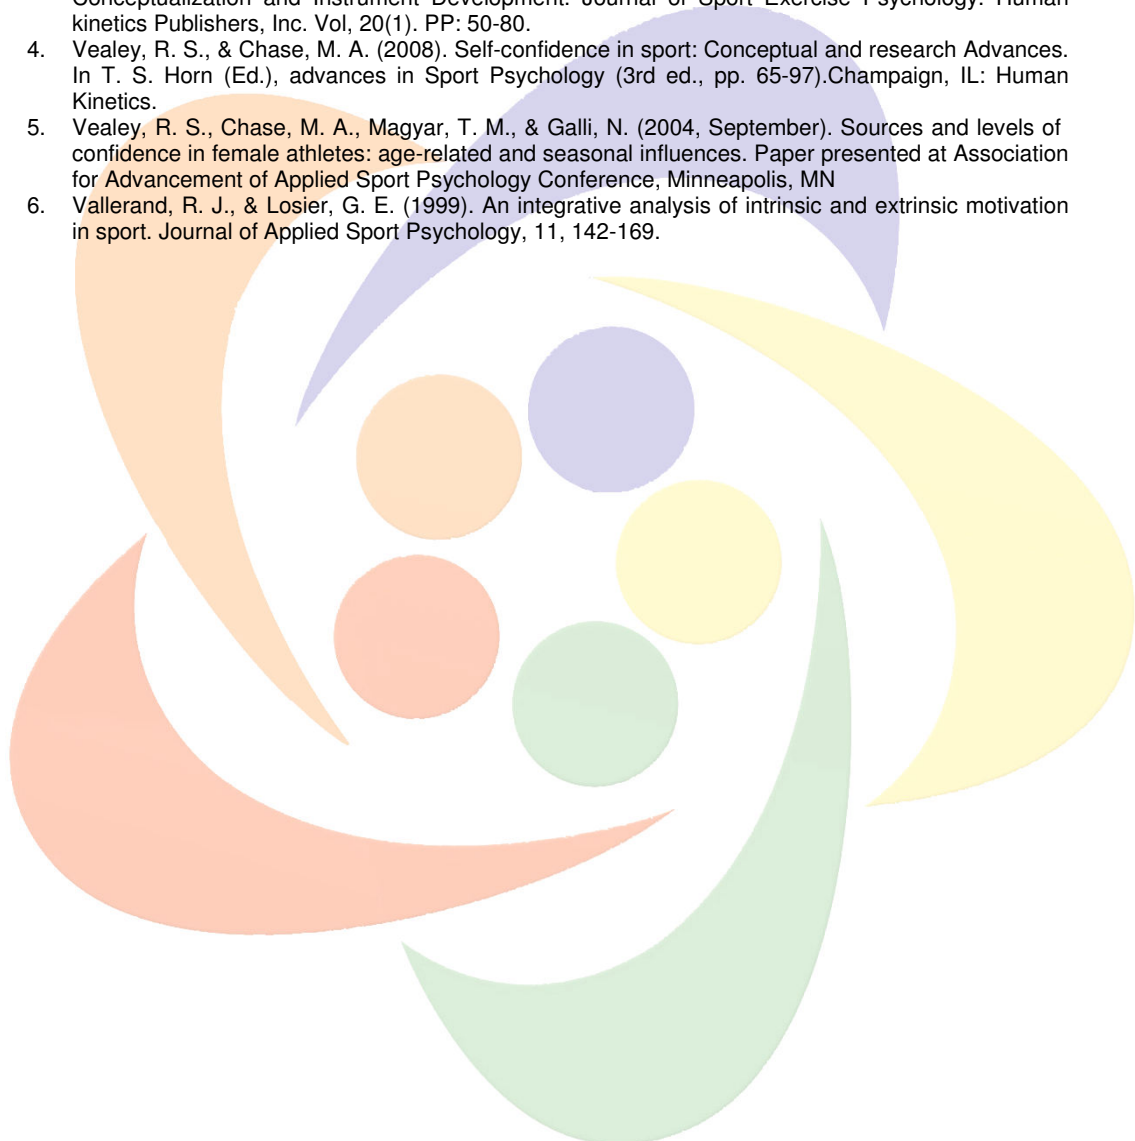 Conceptualization and Instrument Development. Journal of Sport Exercise Psychology. Human
kinetics Publishers, Inc. Vol, 20(1). PP: 50-80.
4. Vealey, R. S., & Chase, M. A. (2008). Self-confidence in sport: Conceptual and research Advances.
In T. S. Horn (Ed.), advances in Sport Psychology (3rd ed., pp. 65-97).Champaign, IL: Human
Kinetics.
5. Vealey, R. S., Chase, M. A., Magyar, T. M., & Galli, N. (2004, September). Sources and levels of
confidence in female athletes: age-related and seasonal influences. Paper presented at Association
for Advancement of Applied Sport Psychology Conference, Minneapolis, MN
6. Vallerand, R. J., & Losier, G. E. (1999). An integrative analysis of intrinsic and extrinsic motivation
in sport. Journal of Applied Sport Psychology, 11, 142-169.